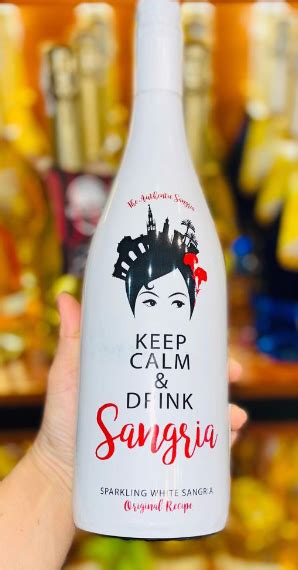 The Authentic Sangria
KEEP
CALM
&
DRINK
Sangria
SPARKLING WHITE SANGRIA
Original Recipe